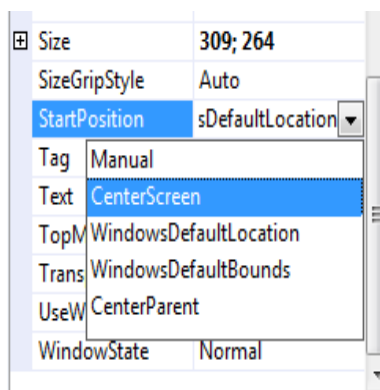 Size 309; 264
SizeGripStyle Auto
StartPosition sDefaultLocation
Tag Manual
Text CenterScreen
TopM WindowsDefaultLocation
Trans WindowsDefaultBounds
UseW CenterParent
WindowState Normal